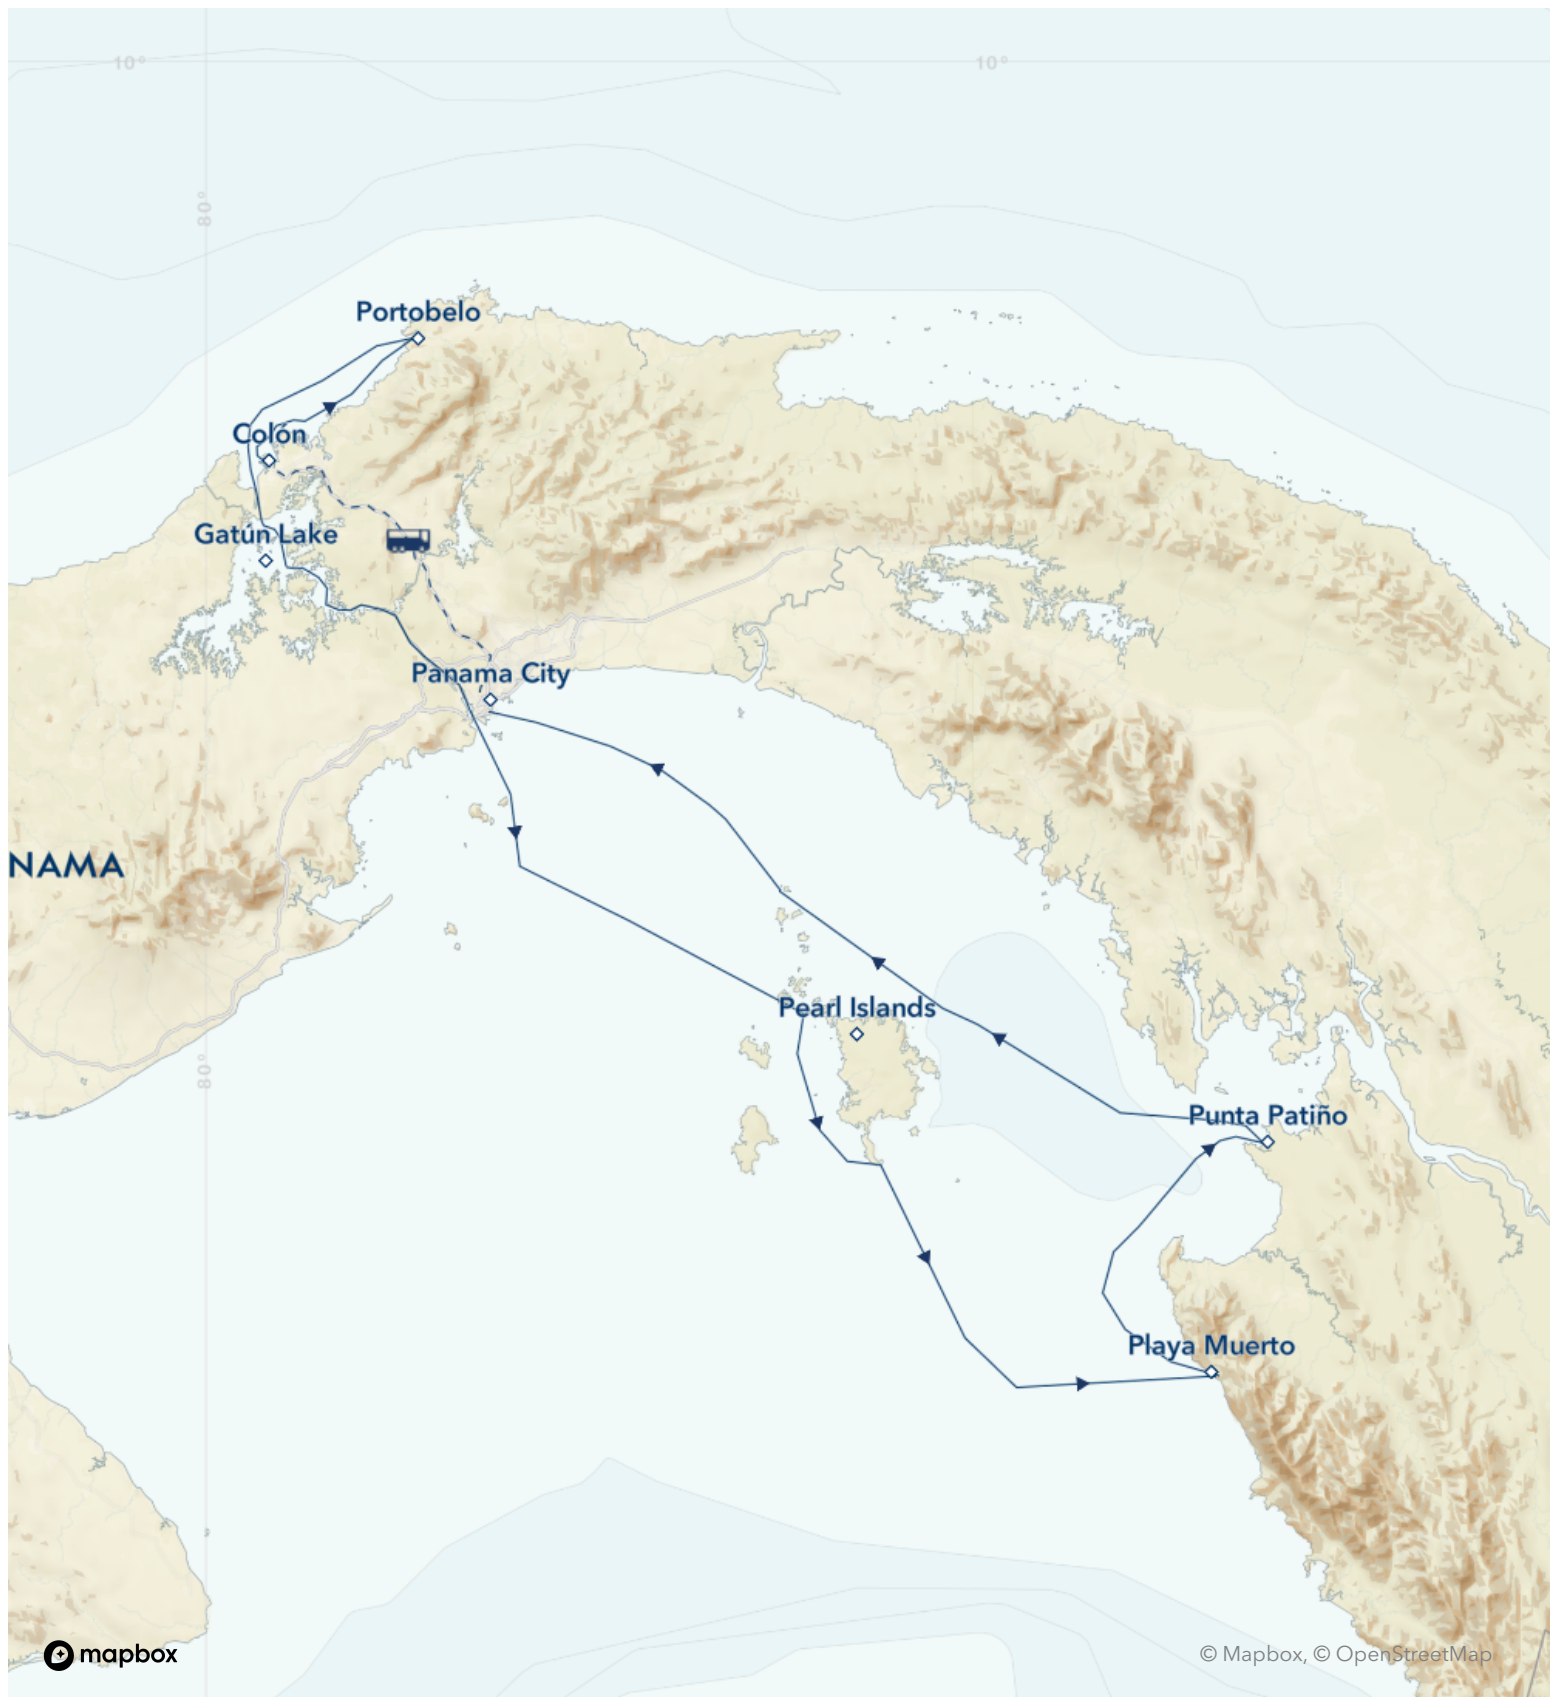 10°
10°
80°
Portobelo
Colón
Gatún Lake
Panama City
NAMA
Pearl Islands
80°
Punta Patiño
Playa Muerto
mapbox
© Mapbox, © OpenStreetMap